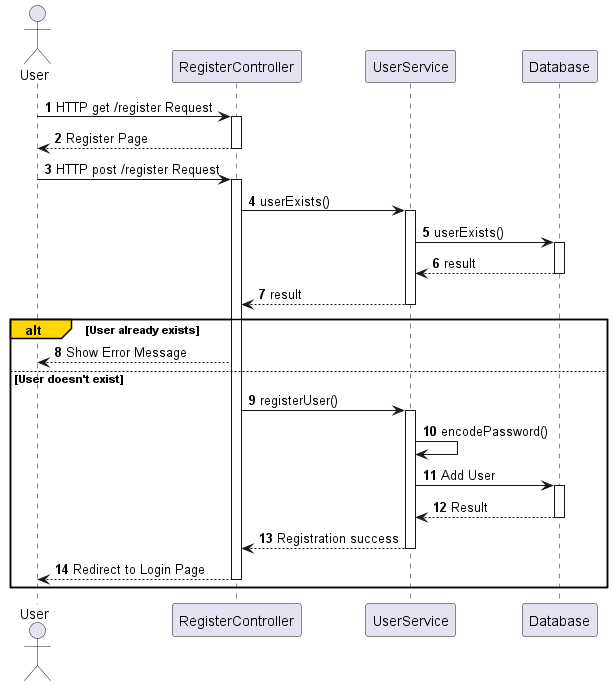 User
RegisterController
UserService
Database
1 HTTP get /register Request
2 Register Page
3 HTTP post /register Request
4 userExists()
5 userExists()
6 result
7 result
alt [User already exists]
8 Show Error Message
[User doesn't exist]
9 registerUser()
10 encodePassword()
11 Add User
12 Result
13 Registration success
14 Redirect to Login Page
User
RegisterController
UserService
Database